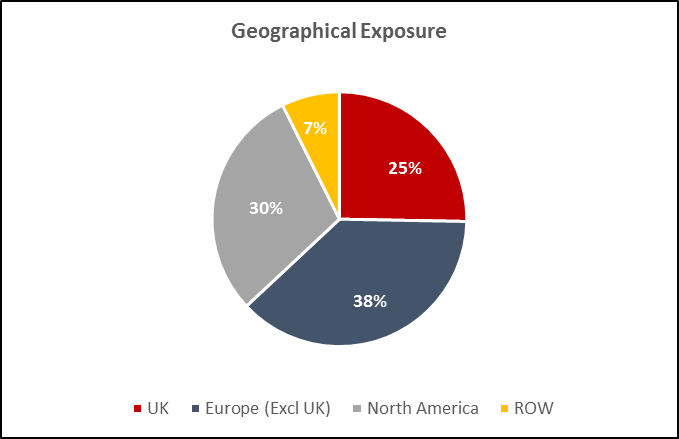 Geographical Exposure
7%
25%
30%
38%
UK Europe (Excl UK) North America ROW